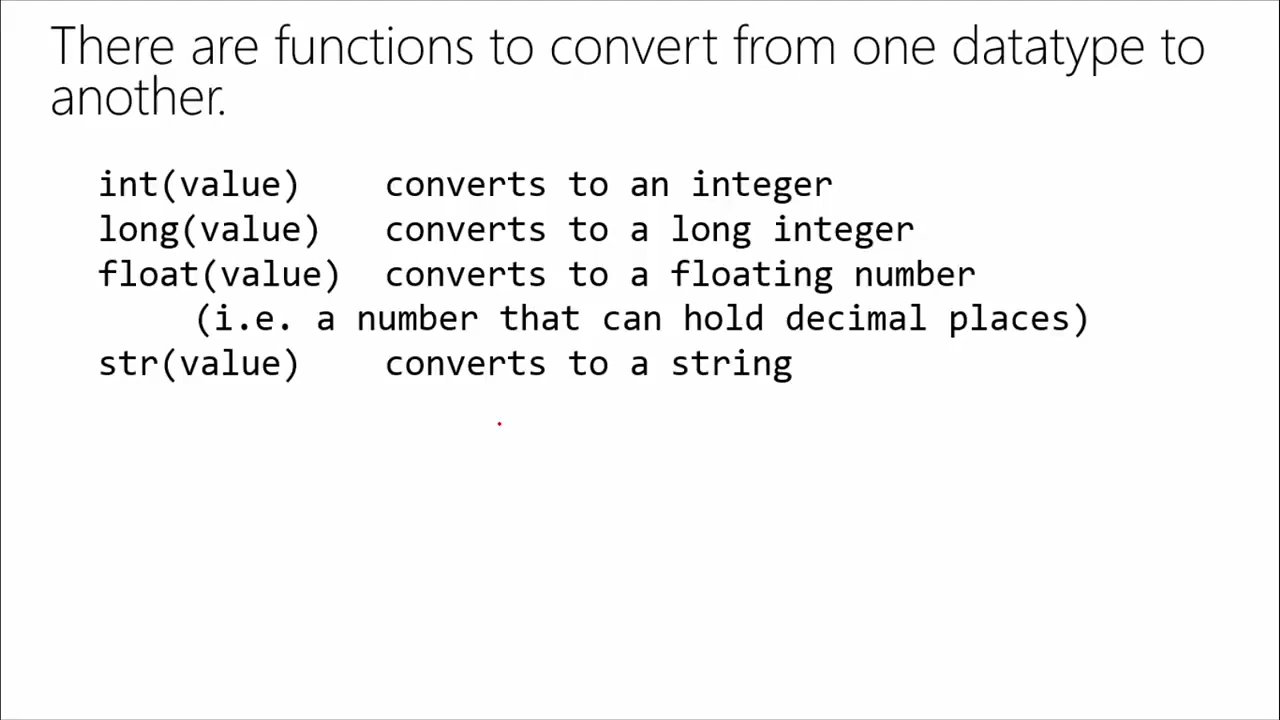 There are functions to convert from one datatype to
another.
int(value) converts to an integer
long(value) converts to a long integer
float(value) converts to a floating number
(i.e. a number that can hold decimal places)
str(value) converts to a string